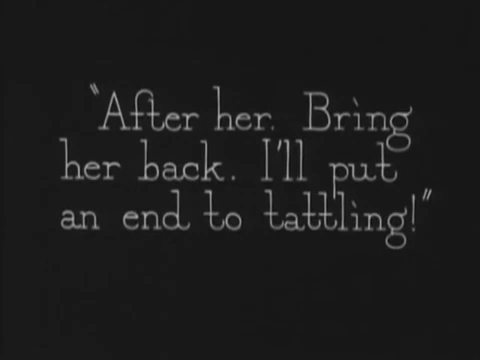 "After her. Bring
her back. I'll put
an end to tattling!"